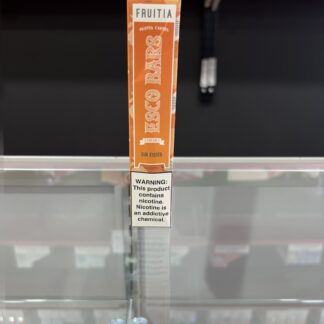 FRUITIA
ESCO BARS
WARNING:
This product
contains
nicotine.
Nicotine is
an addictive
chemical.